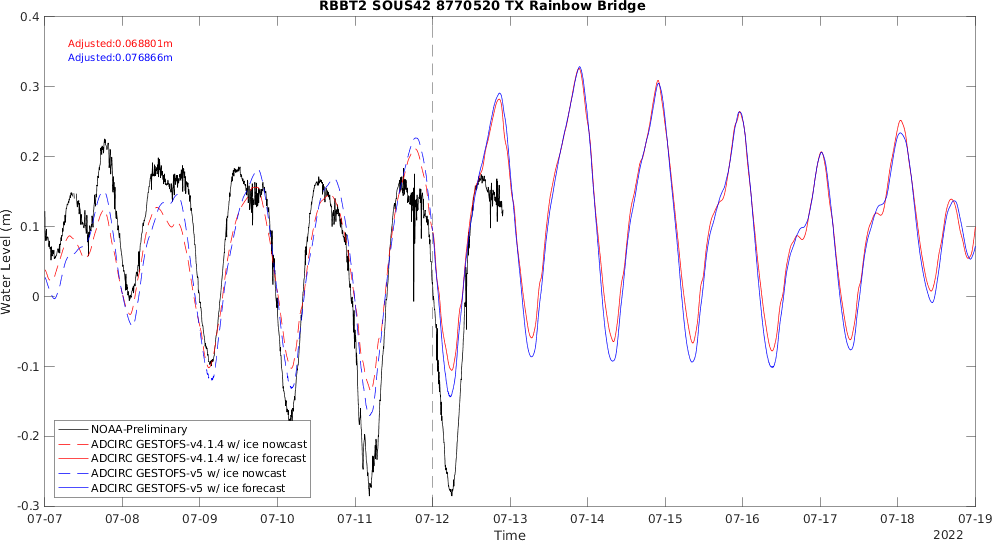 RBBT2 SOUS42 8770520 TX Rainbow Bridge
Adjusted:0.068801m
Adjusted:0.076866m
0.4
0.3
0.2
0.1
0
-0.1
-0.2
-0.3
Water Level (m)
NOAA-Preliminary
ADCIRC GESTOFS-v4.1.4 w/ ice nowcast
ADCIRC GESTOFS-v4.1.4 w/ ice forecast
ADCIRC GESTOFS-v5 w/ ice nowcast
ADCIRC GESTOFS-v5 w/ ice forecast
07-07 07-08 07-09 07-10 07-11 07-12 07-13 07-14 07-15 07-16 07-17 07-18 07-19
Time
2022